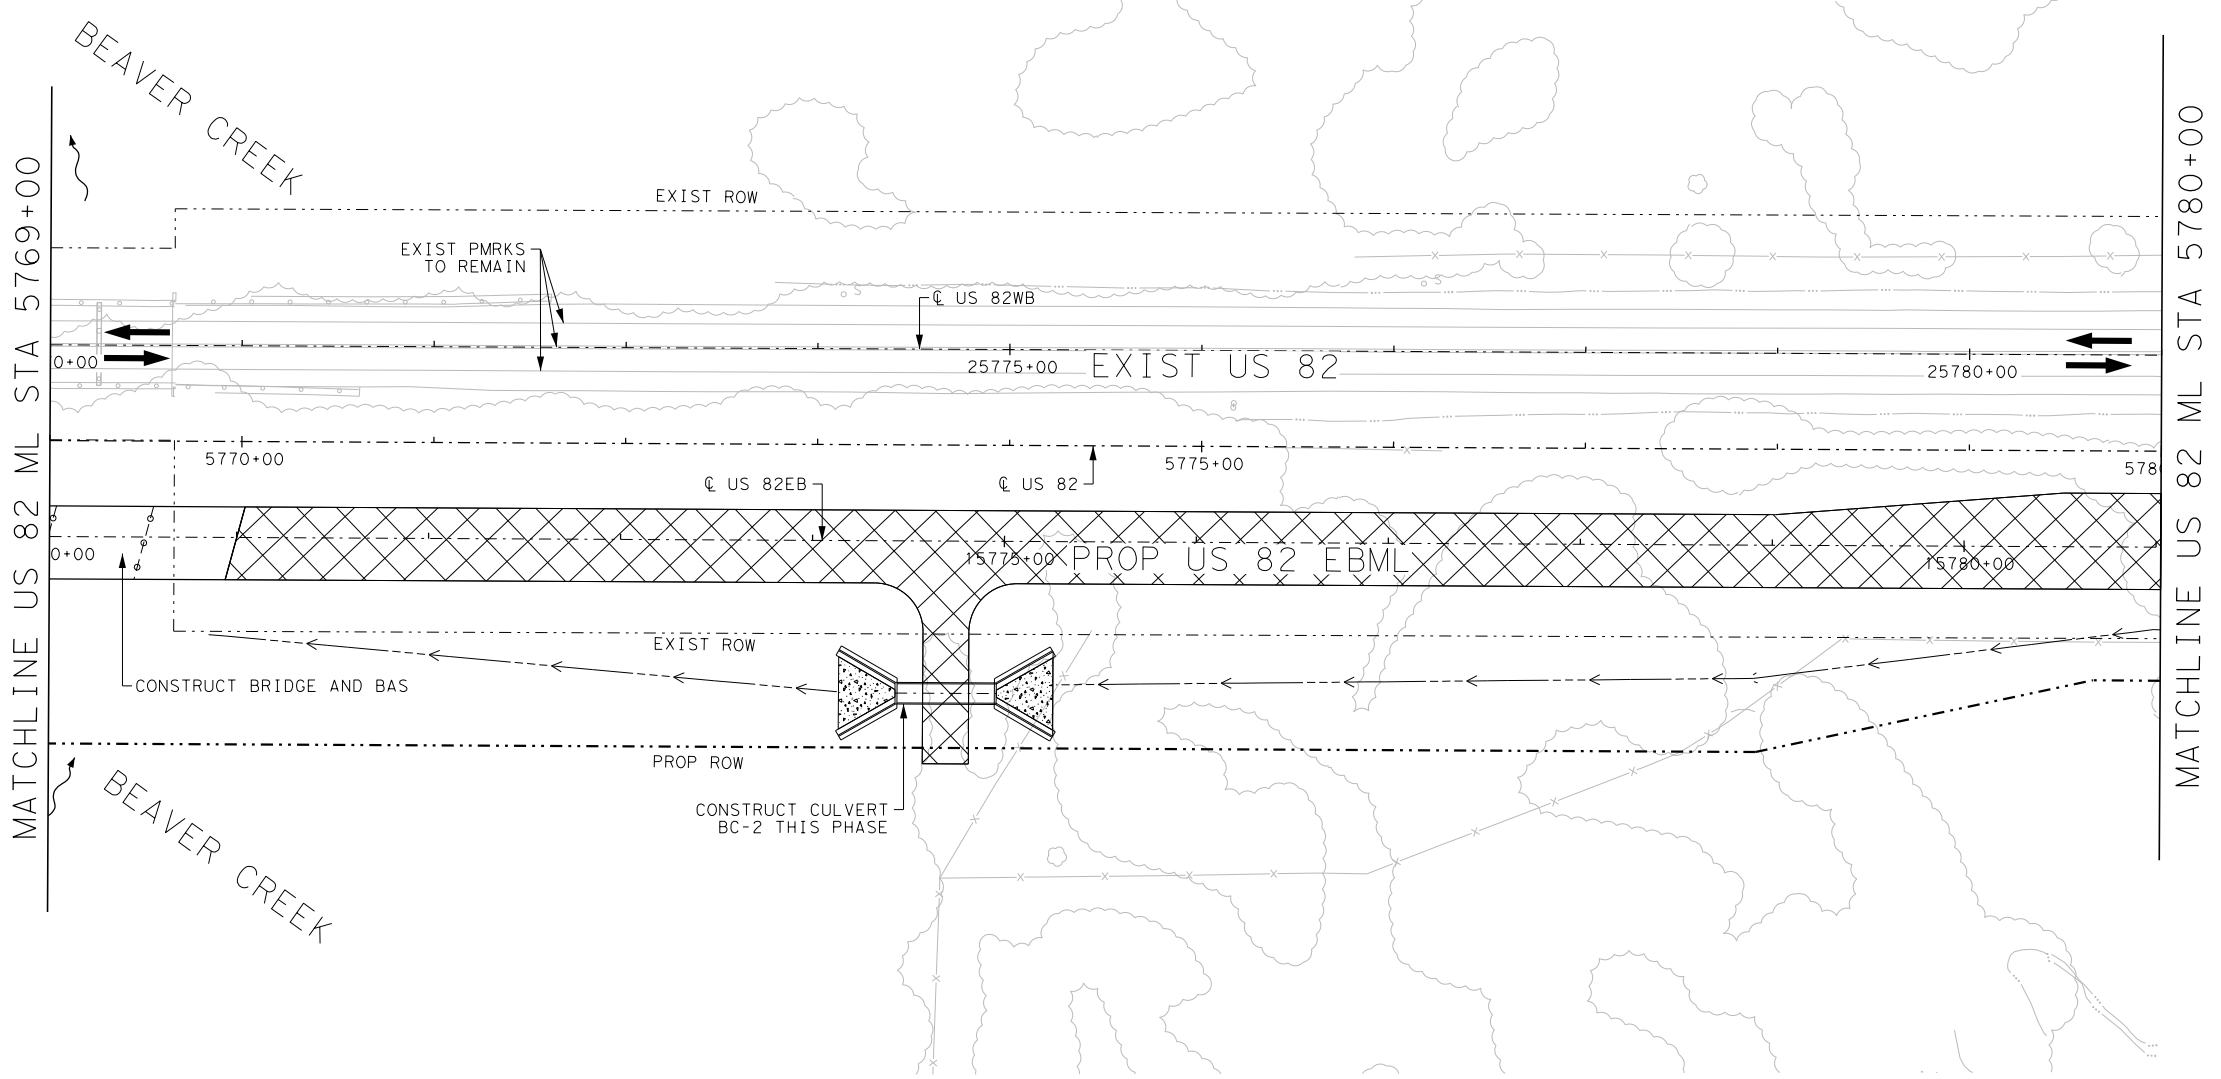 BEAVER CREEK
MATCHLINE US 82 ML STA 5769+00
MATCHLINE US 82 ML STA 5780+00
EXIST ROW
EXIST PMRKS
TO REMAIN
S
S
℄ US 82WB
0+00
25775+00
EXIST US 82
25780+00
5770+00
5775+00
578
℄ US 82EB
℄ US 82
0+00
15775+00
PROP US 82 EBML
15780+00
EXIST ROW
CONSTRUCT BRIDGE AND BAS
PROP ROW
CONSTRUCT CULVERT
BC-2 THIS PHASE
BEAVER CREEK